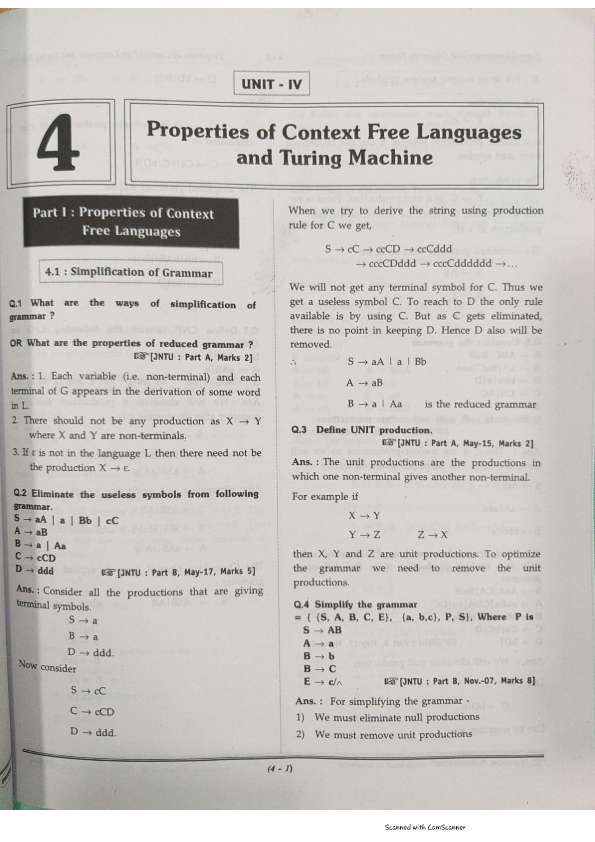 UNIT - IV
4
Properties of Context Free Languages
and Turing Machine
Part I : Properties of Context
Free Languages
4.1 : Simplification of Grammar
Q.1 What are the ways of simplification of
grammar ?
OR What are the properties of reduced grammar ?
[JNTU : Part A, Marks 2]
Ans. : 1. Each variable (i.e. non-terminal) and each
terminal of G appears in the derivation of some word
in L.
2. There should not be any production as X → Y
where X and Y are non-terminals.
3. If ε is not in the language L then there need not be
the production X → ε.
Q.2 Eliminate the useless symbols from following
grammar.
S → aA | a | Bb | cC
A → aB
B → a | Aa
C → cCD
D → ddd
[JNTU : Part B, May-17, Marks 5]
Ans. : Consider all the productions that are giving
terminal symbols.
S → a
B → a
D → ddd.
Now consider
S → cC
C → cCD
D → ddd.
When we try to derive the string using production
rule for C we get,
S → cC → ccCD → ccCddd
→ cccCDddd → cccCdddddd → ...
We will not get any terminal symbol for C. Thus we
get a useless symbol C. To reach to D the only rule
available is by using C. But as C gets eliminated,
there is no point in keeping D. Hence D also will be
removed.
∴ S → aA | a | Bb
A → aB
B → a | Aa is the reduced grammar
Q.3 Define UNIT production.
[JNTU : Part A, May-15, Marks 2]
Ans. : The unit productions are the productions in
which one non-terminal gives another non-terminal.
For example if
X → Y
Y → Z Z → X
then X, Y and Z are unit productions. To optimize
the grammar we need to remove the unit
productions.
Q.4 Simplify the grammar
= { {S, A, B, C, E}, {a, b,c}, P, S}, Where P is
S → AB
A → a
B → b
B → C
E → c/^
[JNTU : Part B, Nov.-07, Marks 8]
Ans. : For simplifying the grammar -
1) We must eliminate null productions
2) We must remove unit productions
(4 - 1)
Scanned with CamScanner